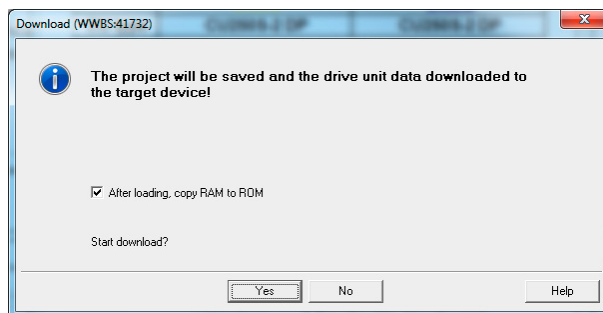 Download (WWBS:41732)
The project will be saved and the drive unit data downloaded to
the target device!
After loading, copy RAM to ROM
Start download?
Yes
No
Help